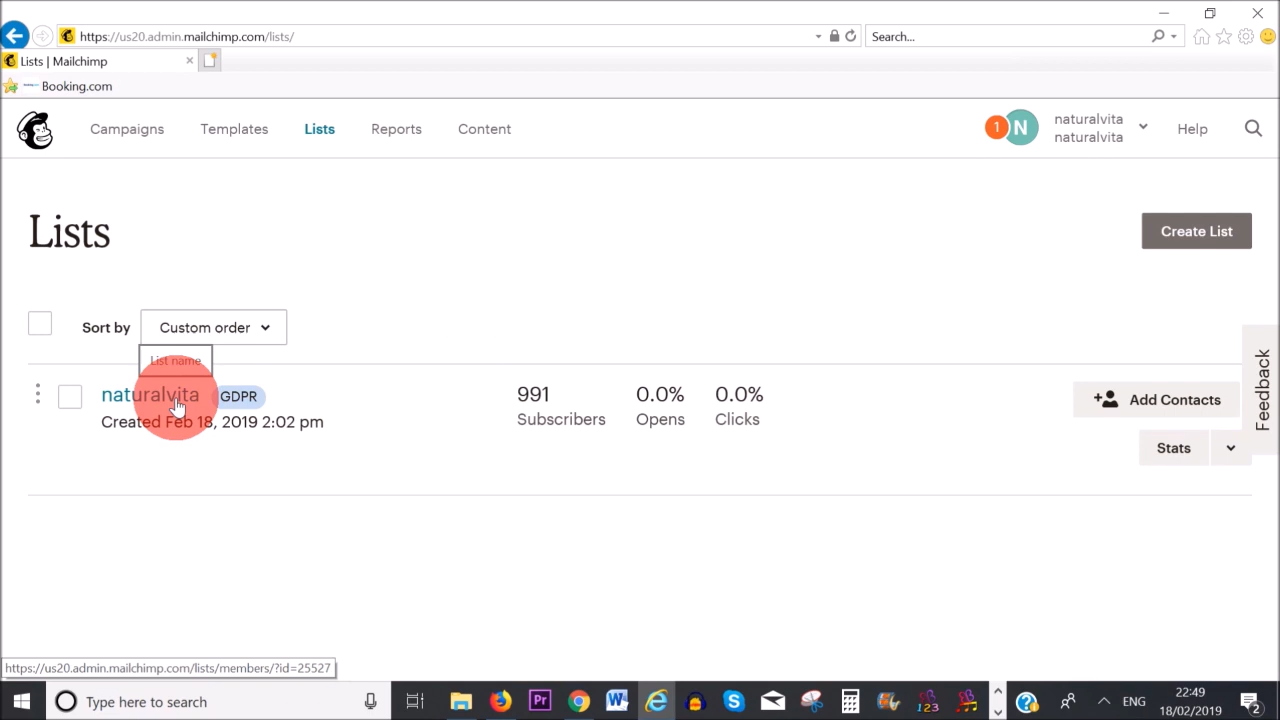 https://us20.admin.mailchimp.com/lists/
Search...
Lists | Mailchimp
Booking.com
Campaigns
Templates
Lists
Reports
Content
1
N
naturalvita
naturalvita
Help
Lists
Create List
Sort by
Custom order
List name
naturalvita
GDPR
Created Feb 18, 2019 2:02 pm
991
Subscribers
0.0%
Opens
0.0%
Clicks
Add Contacts
Stats
Feedback
https://us20.admin.mailchimp.com/lists/members/?id=25527
Type here to search
Pr
W
123
ENG
22:49
18/02/2019
2